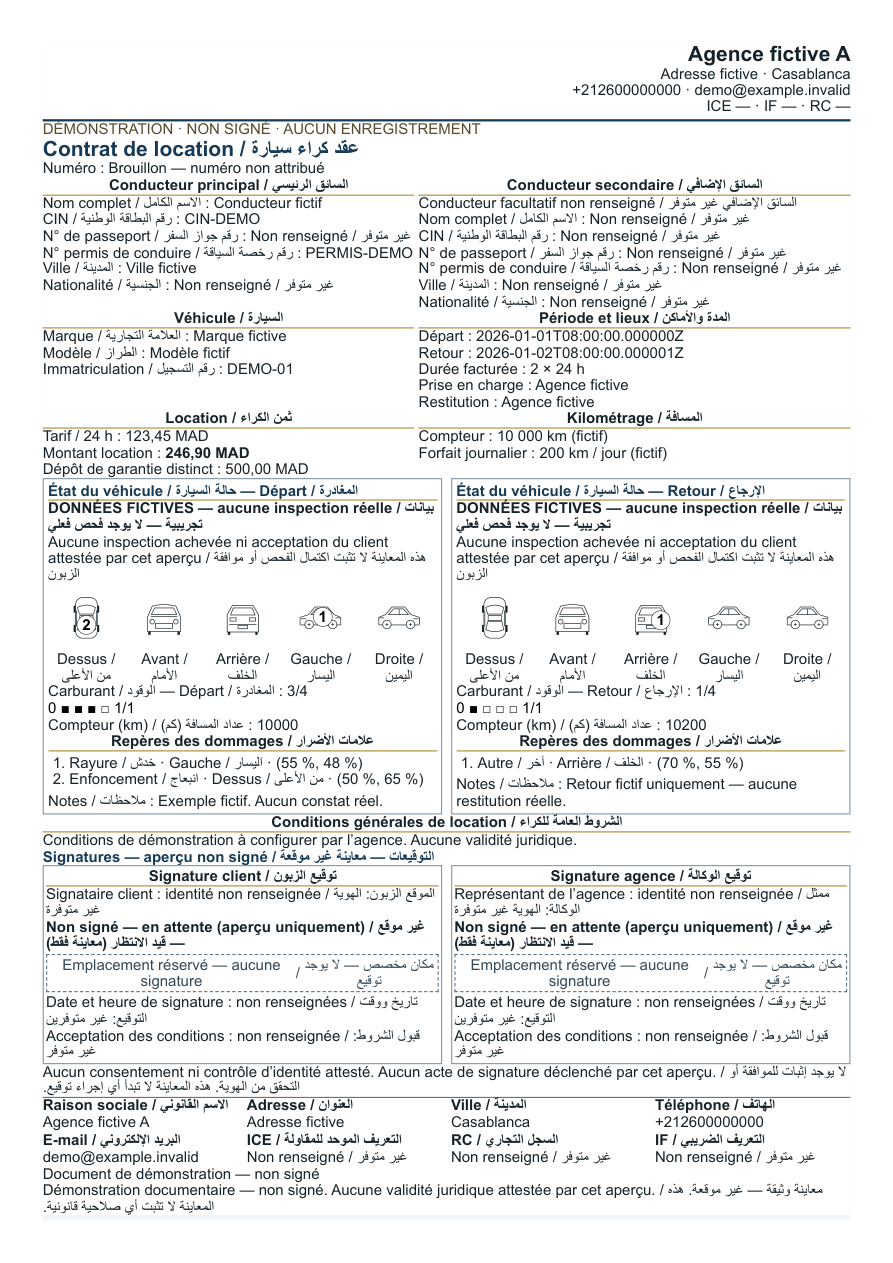 Agence fictive A
Adresse fictive · Casablanca
+212600000000 · demo@example.invalid
ICE — · IF — · RC —
DÉMONSTRATION · NON SIGNÉ · AUCUN ENREGISTREMENT
Contrat de location / عقد كراء سيارة
Numéro : Brouillon — numéro non attribué
Conducteur principal / السائق الرئيسي
Nom complet / الاسم الكامل : Conducteur fictif
CIN / رقم البطاقة الوطنية : CIN-DEMO
N° de passeport / رقم جواز السفر : Non renseigné / غير متوفر
N° permis de conduire / رقم رخصة السياقة : PERMIS-DEMO
Ville / المدينة : Ville fictive
Nationalité / الجنسية : Non renseigné / غير متوفر
Conducteur secondaire / السائق الإضافي
Conducteur facultatif non renseigné / السائق الإضافي غير متوفر
Nom complet / الاسم الكامل : Non renseigné / غير متوفر
CIN / رقم البطاقة الوطنية : Non renseigné / غير متوفر
N° de passeport / رقم جواز السفر : Non renseigné / غير متوفر
N° permis de conduire / رقم رخصة السياقة : Non renseigné / غير متوفر
Ville / المدينة : Non renseigné / غير متوفر
Nationalité / الجنسية : Non renseigné / غير متوفر
Véhicule / السيارة
Marque / العلامة التجارية : Marque fictive
Modèle / الطراز : Modèle fictif
Immatriculation / رقم التسجيل : DEMO-01
Période et lieux / المدة والأماكن
Départ : 2026-01-01T08:00:00.000000Z
Retour : 2026-01-02T08:00:00.000001Z
Durée facturée : 2 × 24 h
Prise en charge : Agence fictive
Restitution : Agence fictive
Location / ثمن الكراء
Tarif / 24 h : 123,45 MAD
Montant location : 246,90 MAD
Dépôt de garantie distinct : 500,00 MAD
Kilométrage / المسافة
Compteur : 10 000 km (fictif)
Forfait journalier : 200 km / jour (fictif)
État du véhicule / حالة السيارة — Départ / المغادرة
DONNÉES FICTIVES — aucune inspection réelle / بيانات
تجريبية — لا يوجد فحص فعلي
Aucune inspection achevée ni acceptation du client
attestée par cet aperçu / هذه المعاينة لا تثبت اكتمال الفحص أو موافقة
الزبون
2
1
Dessus /
من الأعلى
Avant /
الأمام
Arrière /
الخلف
Gauche /
اليسار
Droite /
اليمين
Carburant / الوقود — Départ / المغادرة : 3/4
0 ■ ■ ■ □ 1/1
Compteur (km) / عداد المسافة (كم) : 10000
Repères des dommages / علامات الأضرار
1. Rayure / خدش · Gauche / اليسار · (55 %, 48 %)
2. Enfoncement / انبعاج · Dessus / من الأعلى · (50 %, 65 %)
Notes / ملاحظات : Exemple fictif. Aucun constat réel.
État du véhicule / حالة السيارة — Retour / الإرجاع
DONNÉES FICTIVES — aucune inspection réelle / بيانات
تجريبية — لا يوجد فحص فعلي
Aucune inspection achevée ni acceptation du client
attestée par cet aperçu / هذه المعاينة لا تثبت اكتمال الفحص أو موافقة
الزبون
1
Dessus /
من الأعلى
Avant /
الأمام
Arrière /
الخلف
Gauche /
اليسار
Droite /
اليمين
Carburant / الوقود — Retour / الإرجاع : 1/4
0 ■ □ □ □ 1/1
Compteur (km) / عداد المسافة (كم) : 10200
Repères des dommages / علامات الأضرار
1. Autre / آخر · Arrière / الخلف · (70 %, 55 %)
Notes / ملاحظات : Retour fictif uniquement — aucune
restitution réelle.
Conditions générales de location / الشروط العامة للكراء
Conditions de démonstration à configurer par l’agence. Aucune validité juridique.
Signatures — aperçu non signé / التوقيعات — معاينة غير موقعة
Signature client / توقيع الزبون
Signataire client : identité non renseignée / الموقع الزبون: الهوية
غير متوفرة
Non signé — en attente (aperçu uniquement) / غير موقع
— قيد الانتظار (معاينة فقط)
Emplacement réservé — aucune
signature
/
مكان مخصص — لا يوجد
توقيع
Date et heure de signature : non renseignées / تاريخ ووقت
التوقيع: غير متوفرين
Acceptation des conditions : non renseignée / قبول الشروط:
غير متوفر
Signature agence / توقيع الوكالة
Représentant de l’agence : identité non renseignée / ممثل
الوكالة: الهوية غير متوفرة
Non signé — en attente (aperçu uniquement) / غير موقع
— قيد الانتظار (معاينة فقط)
Emplacement réservé — aucune
signature
/
مكان مخصص — لا يوجد
توقيع
Date et heure de signature : non renseignées / تاريخ ووقت
التوقيع: غير متوفرين
Acceptation des conditions : non renseignée / قبول الشروط:
غير متوفر
Aucun consentement ni contrôle d’identité attesté. Aucun acte de signature déclenché par cet aperçu. / لا يوجد إثبات للموافقة أو
التحقق من الهوية. هذه المعاينة لا تبدأ أي إجراء توقيع.
Raison sociale / الاسم القانوني
Agence fictive A
Adresse / العنوان
Adresse fictive
Ville / المدينة
Casablanca
Téléphone / الهاتف
+212600000000
E-mail / البريد الإلكتروني
demo@example.invalid
ICE / التعريف الموحد للمقاولة
Non renseigné / غير متوفر
RC / السجل التجاري
Non renseigné / غير متوفر
IF / التعريف الضريبي
Non renseigné / غير متوفر
Document de démonstration — non signé
Démonstration documentaire — non signé. Aucune validité juridique attestée par cet aperçu. / معاينة وثيقة — غير موقعة. هذه
المعاينة لا تثبت أي صلاحية قانونية.